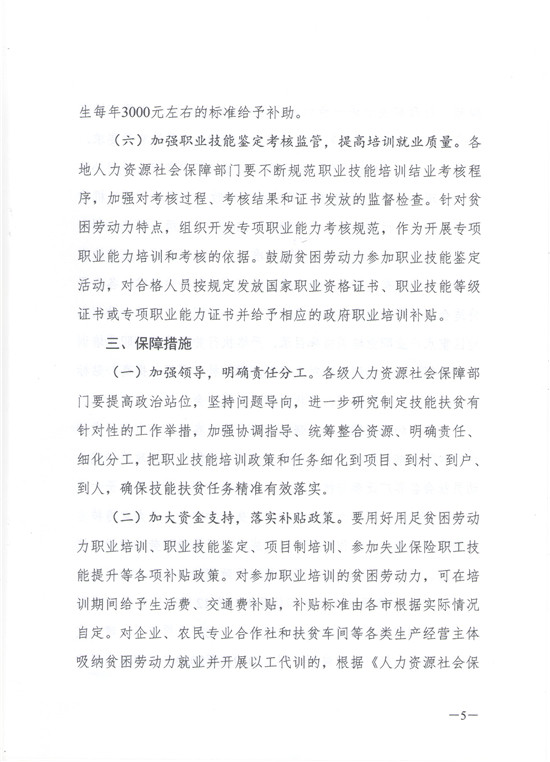 生每年3000元左右的标准给予补助。
（六）加强职业技能鉴定考核监管，提高培训就业质量。各
地人力资源社会保障部门要不断规范职业技能培训结业考核程
序，加强对考核过程、考核结果和证书发放的监督检查。针对贫
困劳动力特点，组织开发专项职业能力考核规范，作为开展专项
职业能力培训和考核的依据。鼓励贫困劳动力参加职业技能鉴定
活动，对合格人员按规定发放国家职业资格证书、职业技能等级
证书或专项职业能力证书并给予相应的政府职业培训补贴。
三、保障措施
（一）加强领导，明确责任分工。各级人力资源社会保障部
门要提高政治站位，坚持问题导向，进一步研究制定技能扶贫有
针对性的工作举措，加强协调指导、统筹整合资源、明确责任、
细化分工，把职业技能培训政策和任务细化到项目、到村、到户、
到人，确保技能扶贫任务精准有效落实。
（二）加大资金支持，落实补贴政策。要用好用足贫困劳动
力职业培训、职业技能鉴定、项目制培训、参加失业保险职工技
能提升等各项补贴政策。对参加职业培训的贫困劳动力，可在培
训期间给予生活费、交通费补贴，补贴标准由各市根据实际情况
自定。对企业、农民专业合作社和扶贫车间等各类生产经营主体
吸纳贫困劳动力就业并开展以工代训的，根据《人力资源社会保
—5—